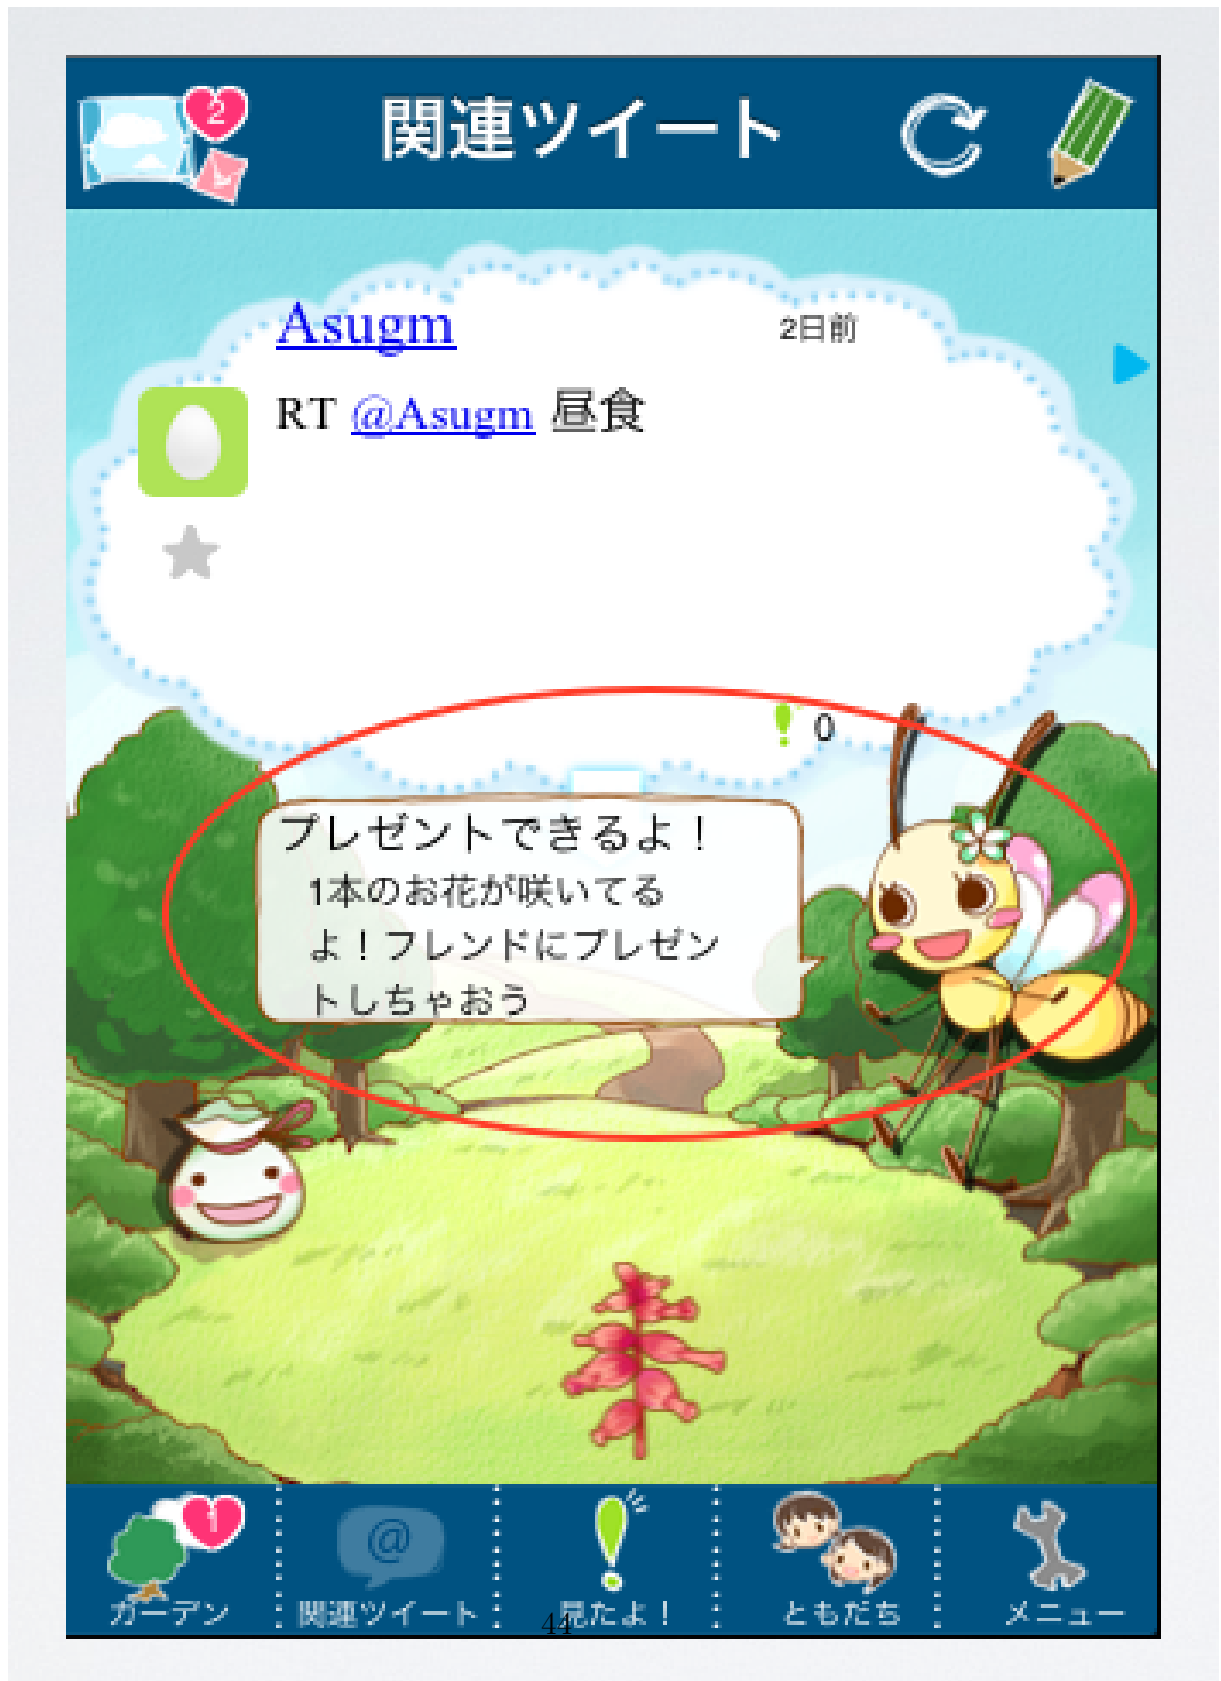 2
関連ツイート
Asugm
2日前
RT @Asugm 昼食
0
プレゼントできるよ！
1本のお花が咲いてる
よ！フレンドにプレゼン
トしちゃおう
1
@
ガーデン
関連ツイート
見たよ！
ともだち
メニュー
44